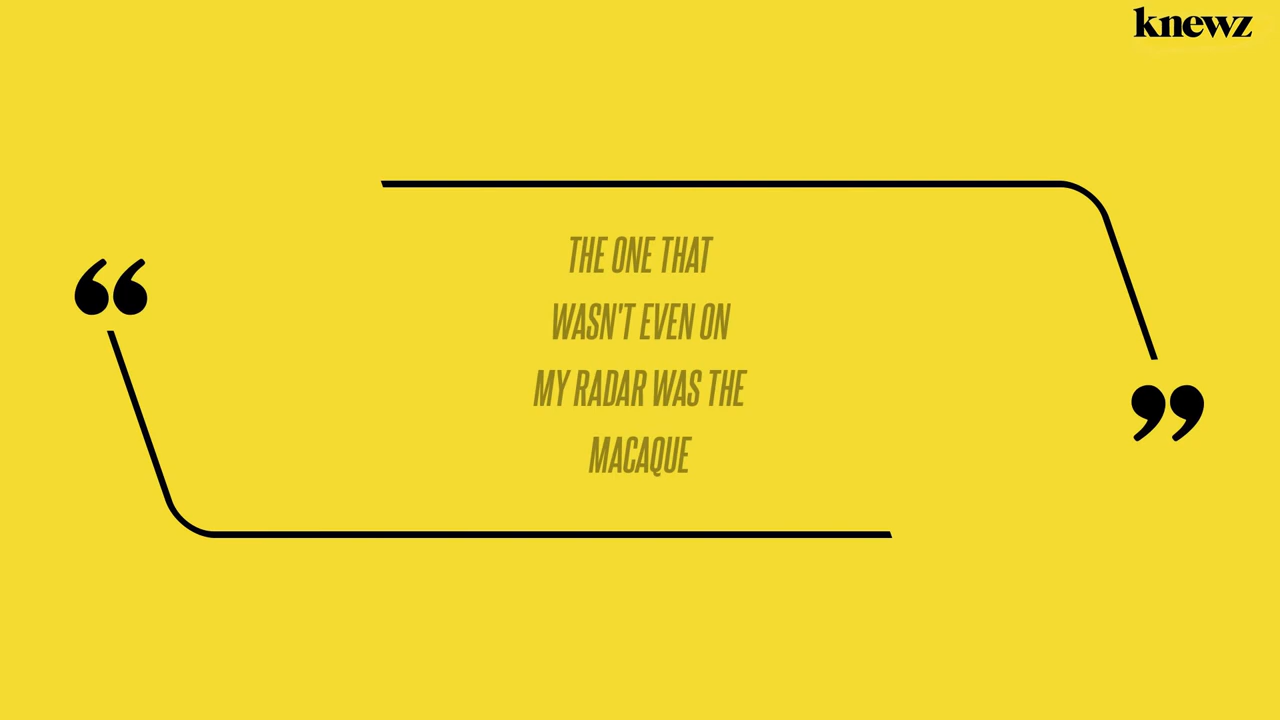 knewz
“
THE ONE THAT
WASN'T EVEN ON
MY RADAR WAS THE
MACAQUE
”